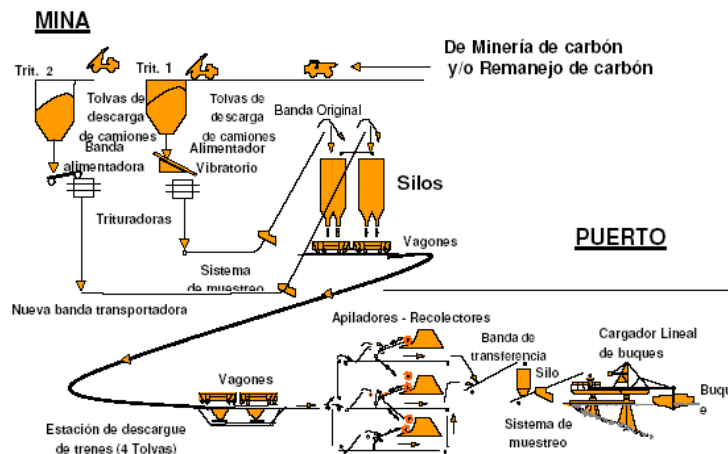 MINA
De Minería de carbón
y/o Remanejo de carbón
Trit. 2
Trit. 1
Tolvas de
descarga
de camiones
Tolvas de
descarga
de camiones
Banda Original
Banda
alimentadora
Alimentador
Vibratorio
Silos
Trituradoras
Vagones
PUERTO
Sistema
de muestreo
Nueva banda transportadora
Apiladores - Recolectores
Banda de
transferencia
Cargador Lineal
de buques
Vagones
Silo
Buqu
e
Estación de descargue
de trenes (4 Tolvas)
Sistema de
muestreo